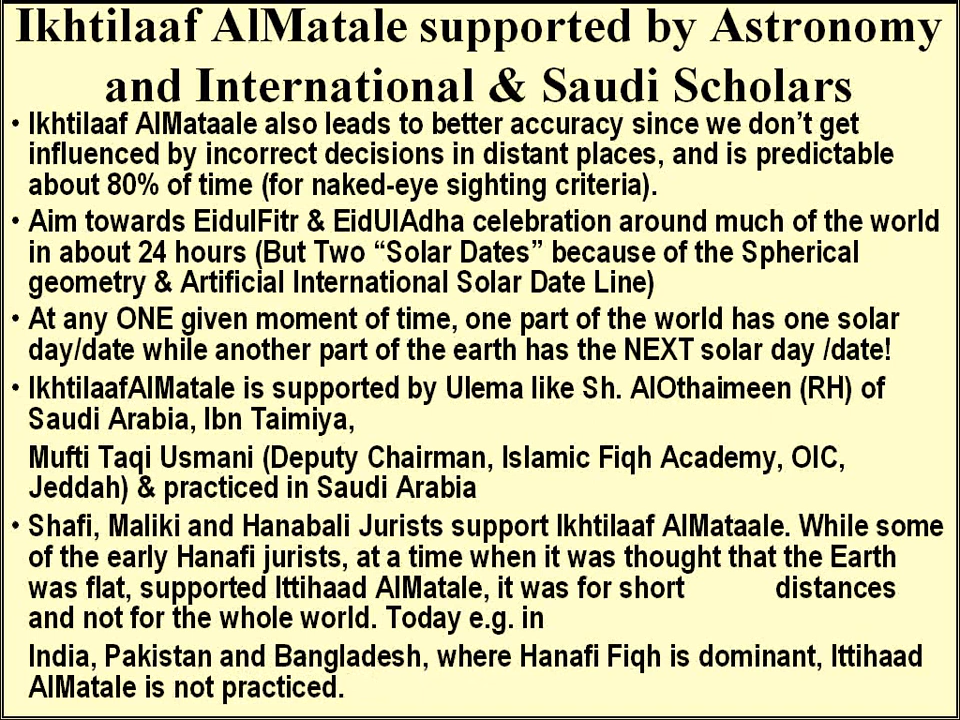 Ikhtilaaf AlMatale supported by Astronomy
and International & Saudi Scholars
• Ikhtilaaf AlMataale also leads to better accuracy since we don’t get
influenced by incorrect decisions in distant places, and is predictable
about 80% of time (for naked-eye sighting criteria).
• Aim towards EidulFitr & EidUlAdha celebration around much of the world
in about 24 hours (But Two “Solar Dates” because of the Spherical
geometry & Artificial International Solar Date Line)
• At any ONE given moment of time, one part of the world has one solar
day/date while another part of the earth has the NEXT solar day /date!
• IkhtilaafAlMatale is supported by Ulema like Sh. AlOthaimeen (RH) of
Saudi Arabia, Ibn Taimiya,
Mufti Taqi Usmani (Deputy Chairman, Islamic Fiqh Academy, OIC,
Jeddah) & practiced in Saudi Arabia
• Shafi, Maliki and Hanabali Jurists support Ikhtilaaf AlMataale. While some
of the early Hanafi jurists, at a time when it was thought that the Earth
was flat, supported Ittihaad AlMatale, it was for short distances
and not for the whole world. Today e.g. in
India, Pakistan and Bangladesh, where Hanafi Fiqh is dominant, Ittihaad
AlMatale is not practiced.